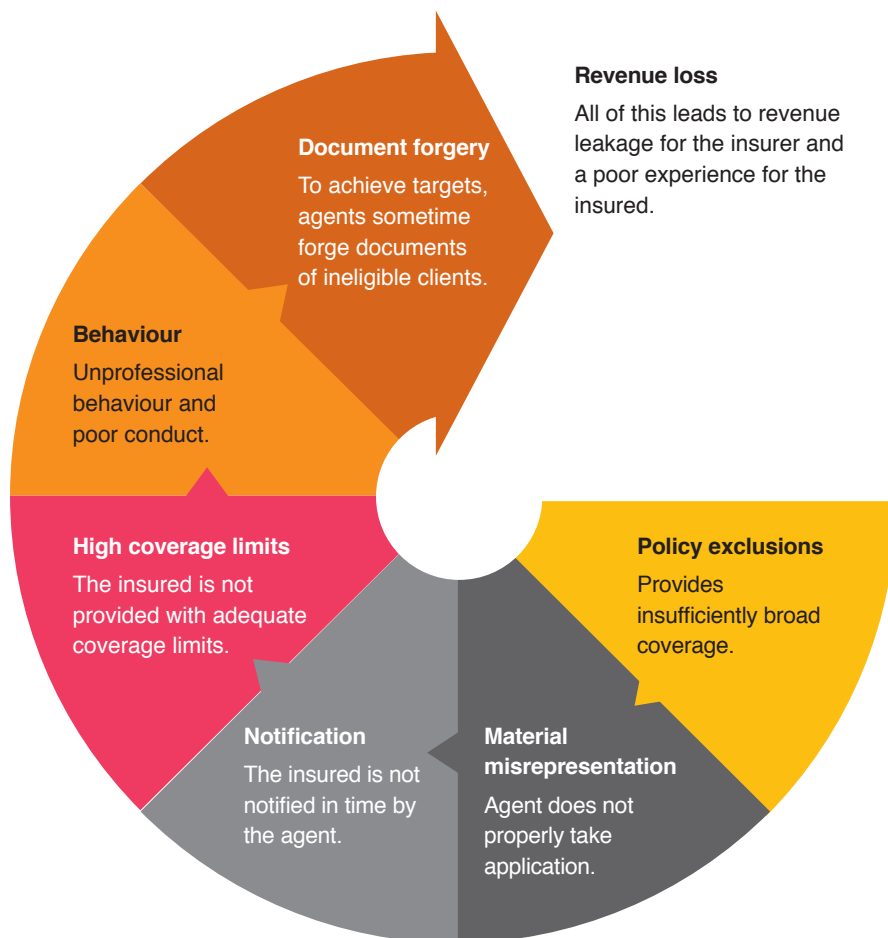 Revenue loss
All of this leads to revenue
leakage for the insurer and
a poor experience for the
insured.
Document forgery
To achieve targets,
agents sometime
forge documents
of ineligible clients.
Behaviour
Unprofessional
behaviour and
poor conduct.
High coverage limits
The insured is not
provided with adequate
coverage limits.
Notification
The insured is not
notified in time by
the agent.
Material
misrepresentation
Agent does not
properly take
application.
Policy exclusions
Provides
insufficiently broad
coverage.